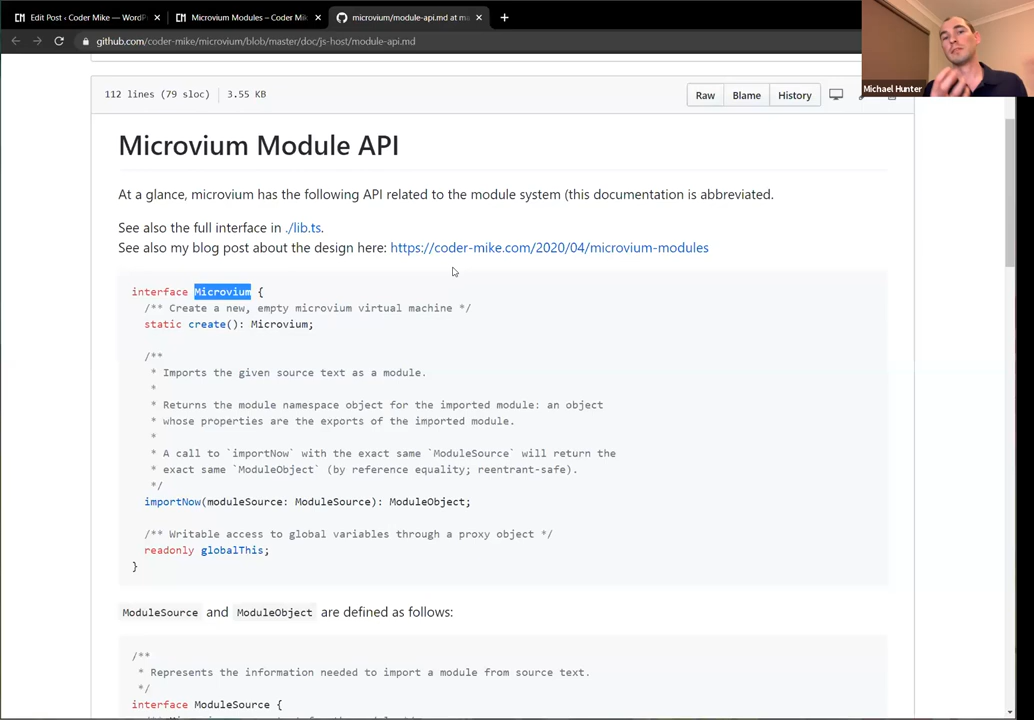 Edit Post ‹ Coder Mike — WordP
Microvium Modules – Coder Mik
microvium/module-api.md at ma
github.com/coder-mike/microvium/blob/master/doc/js-host/module-api.md
Michael Hunter
112 lines (79 sloc) 3.55 KB
Raw Blame History
Microvium Module API
At a glance, microvium has the following API related to the module system (this documentation is abbreviated.
See also the full interface in ./lib.ts.
See also my blog post about the design here: https://coder-mike.com/2020/04/microvium-modules
interface Microvium {
/** Create a new, empty microvium virtual machine */
static create(): Microvium;
/**
* Imports the given source text as a module.
*
* Returns the module namespace object for the imported module: an object
* whose properties are the exports of the imported module.
*
* A call to `importNow` with the exact same `ModuleSource` will return the
* exact same `ModuleObject` (by reference equality; reentrant-safe).
*/
importNow(moduleSource: ModuleSource): ModuleObject;
/** Writable access to global variables through a proxy object */
readonly globalThis;
}
ModuleSource and ModuleObject are defined as follows:
/**
* Represents the information needed to import a module from source text.
*/
interface ModuleSource {